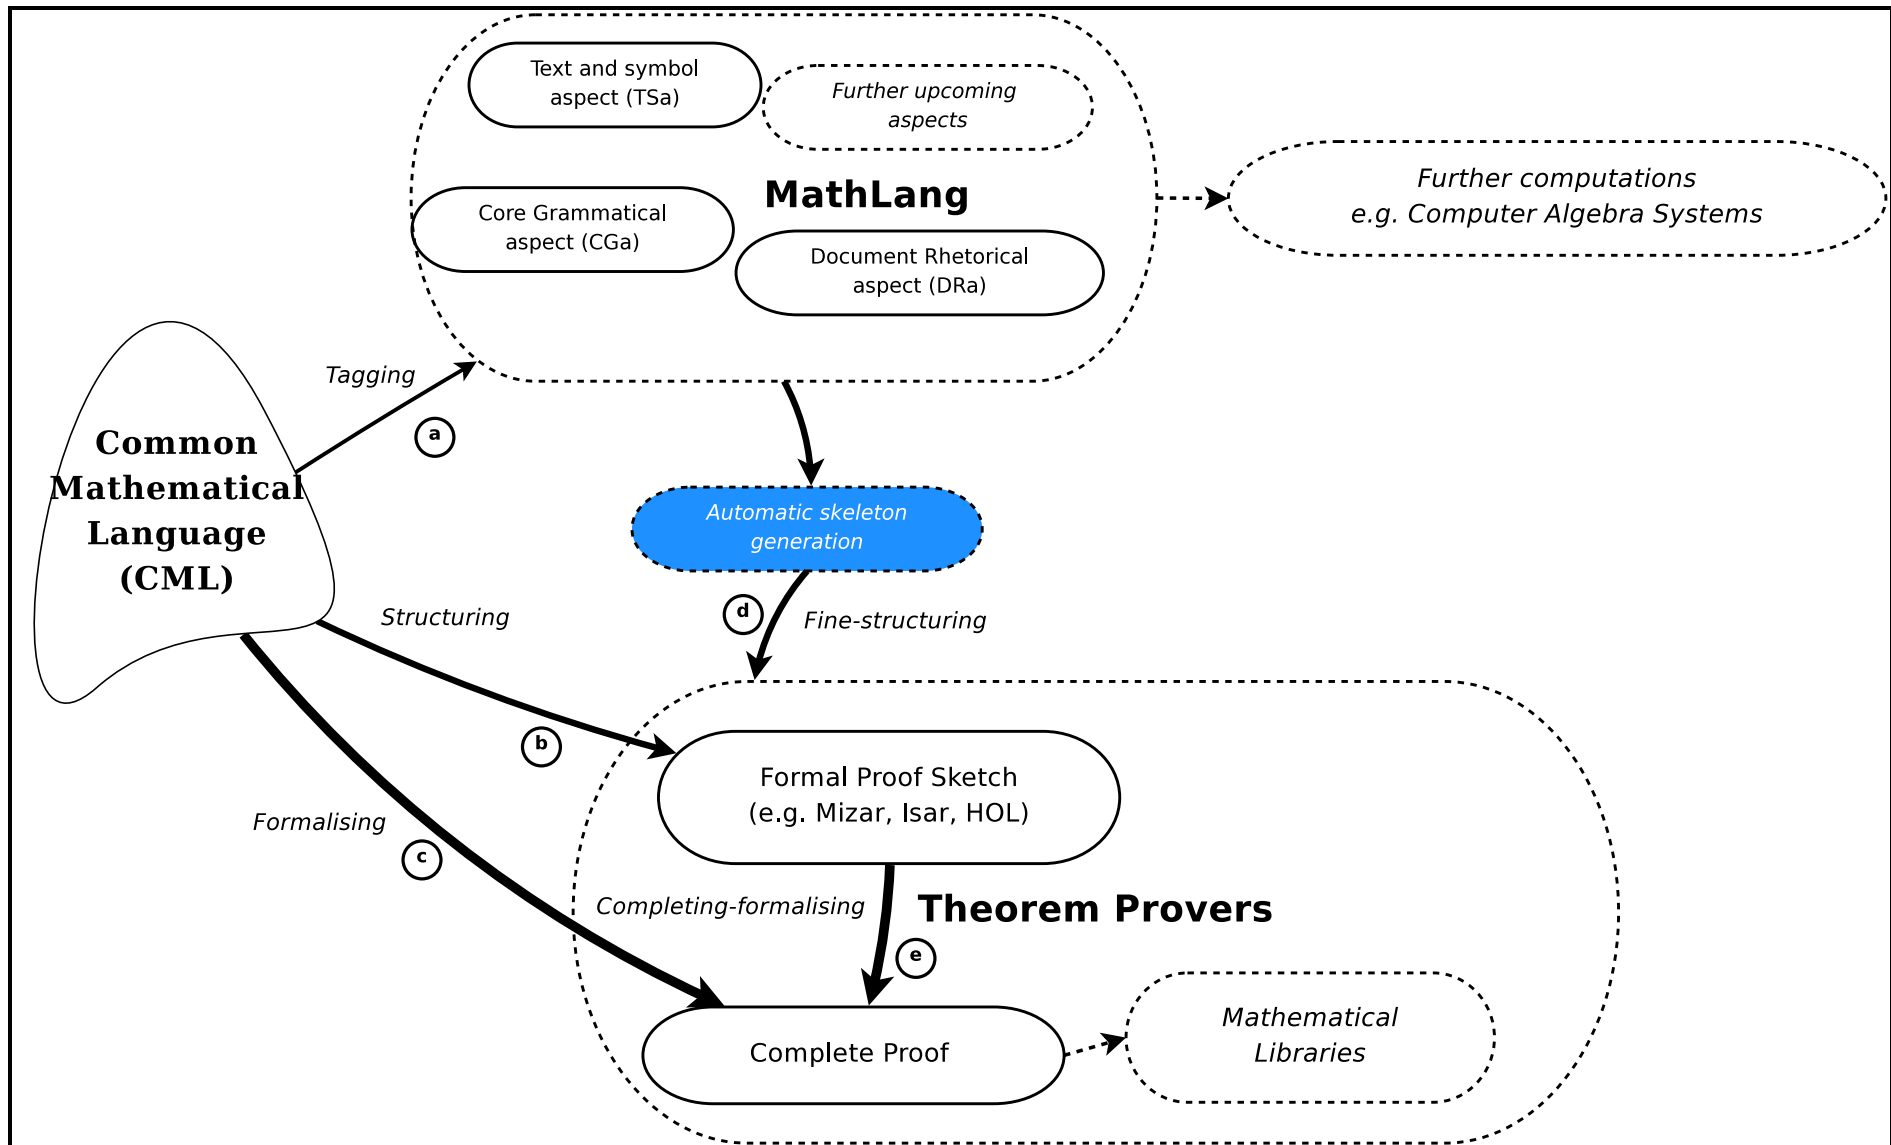 Text and symbol
aspect (TSa)
Further upcoming
aspects
MathLang
Core Grammatical
aspect (CGa)
Document Rhetorical
aspect (DRa)
Further computations
e.g. Computer Algebra Systems
Tagging
a
Common
Mathematical
Language
(CML)
Automatic skeleton
generation
Structuring
d
Fine-structuring
b
Formal Proof Sketch
(e.g. Mizar, Isar, HOL)
Formalising
c
Completing-formalising
Theorem Provers
e
Complete Proof
Mathematical
Libraries